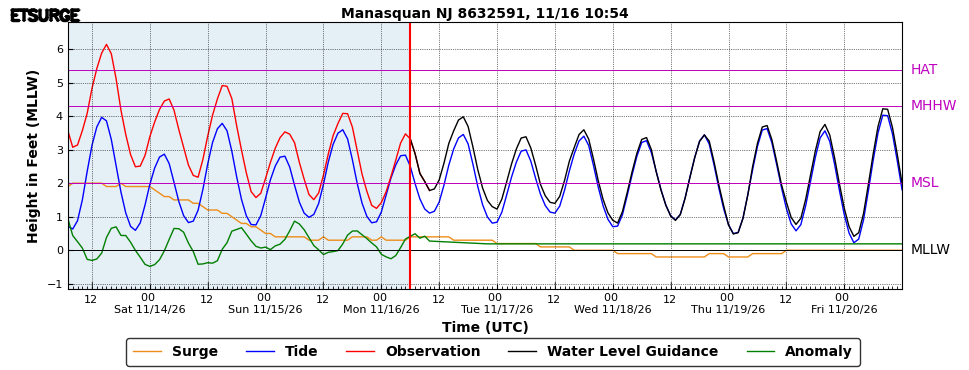 ETSURGE
Manasquan NJ 8632591, 11/16 10:54
Height in Feet (MLLW)
6
5
4
3
2
1
0
−1
HAT
MHHW
MSL
MLLW
12 00 12 00 12 00 12 00 12 00 12 00 12 00
Sat 11/14/26 Sun 11/15/26 Mon 11/16/26 Tue 11/17/26 Wed 11/18/26 Thu 11/19/26 Fri 11/20/26
Time (UTC)
Surge Tide Observation Water Level Guidance Anomaly